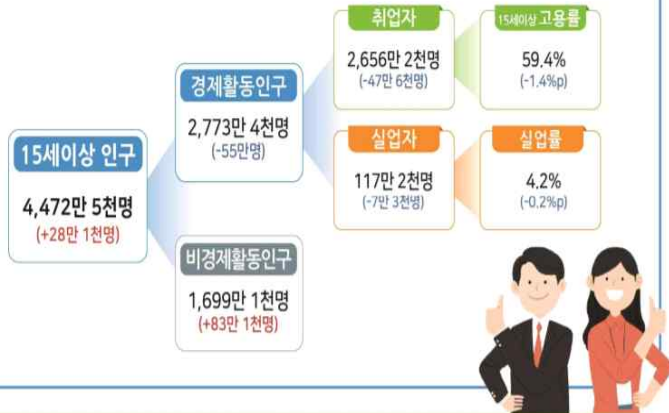 취업자
2,656만 2천명
(-47만 6천명)
15세이상 고용률
59.4%
(-1.4%p)
경제활동인구
2,773만 4천명
(-55만명)
15세이상 인구
4,472만 5천명
(+28만 1천명)
실업자
117만 2천명
(-7만 3천명)
실업률
4.2%
(-0.2%p)
비경제활동인구
1,699만 1천명
(+83만 1천명)